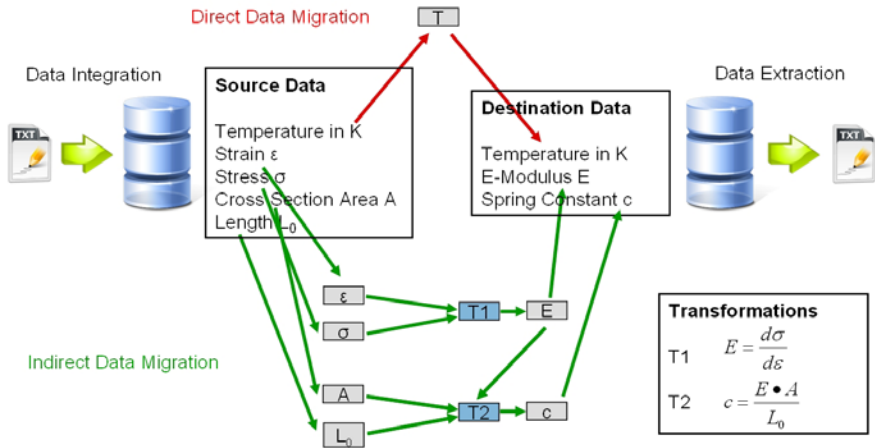 Direct Data Migration
T
Data Integration
Data Extraction
TXT
Source Data
Temperature in K
Strain ε
Stress σ
Cross Section Area A
Length L₀
Destination Data
Temperature in K
E-Modulus E
Spring Constant c
TXT
ε
σ
T1
E
Indirect Data Migration
A
L₀
T2
c
Transformations
T1 E = dσ/dε
T2 c = E • A/L₀